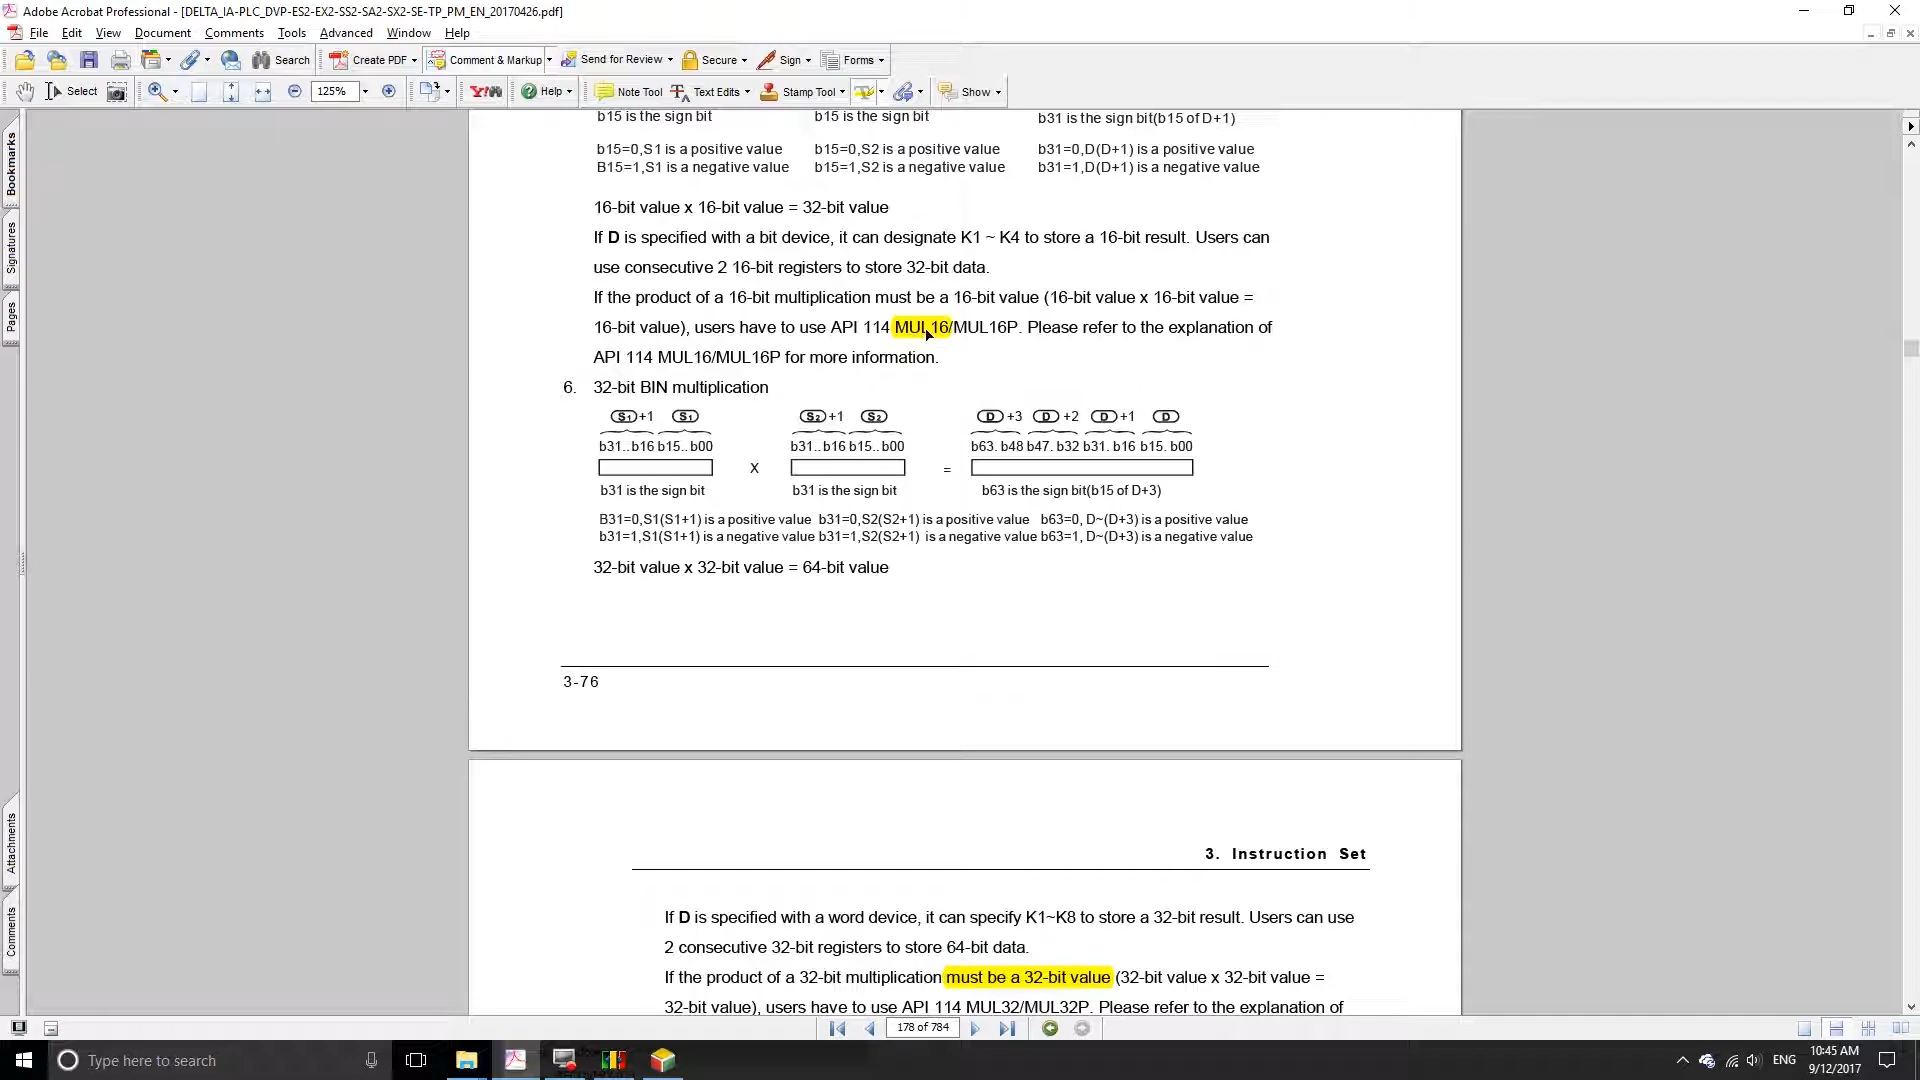 Adobe Acrobat Professional - [DELTA_IA-PLC_DVP-ES2-EX2-SS2-SA2-SX2-SE-TP_PM_EN_20170426.pdf]
File Edit View Document Comments Tools Advanced Window Help
Search Create PDF Comment & Markup Send for Review Secure Sign Forms
Select 125% Y! Help Note Tool Text Edits Stamp Tool Show
Bookmarks
Signatures
Pages
Attachments
Comments
b15 is the sign bit b15 is the sign bit b31 is the sign bit(b15 of D+1)
b15=0,S1 is a positive value b15=0,S2 is a positive value b31=0,D(D+1) is a positive value
B15=1,S1 is a negative value b15=1,S2 is a negative value b31=1,D(D+1) is a negative value
16-bit value x 16-bit value = 32-bit value
If D is specified with a bit device, it can designate K1 ~ K4 to store a 16-bit result. Users can
use consecutive 2 16-bit registers to store 32-bit data.
If the product of a 16-bit multiplication must be a 16-bit value (16-bit value x 16-bit value =
16-bit value), users have to use API 114 MUL16/MUL16P. Please refer to the explanation of
API 114 MUL16/MUL16P for more information.
6. 32-bit BIN multiplication
S1 +1 S1 S2 +1 S2 D +3 D +2 D +1 D
b31..b16 b15..b00 b31..b16 b15..b00 b63. b48 b47. b32 b31. b16 b15. b00
X =
b31 is the sign bit b31 is the sign bit b63 is the sign bit(b15 of D+3)
B31=0,S1(S1+1) is a positive value b31=0,S2(S2+1) is a positive value b63=0, D~(D+3) is a positive value
b31=1,S1(S1+1) is a negative value b31=1,S2(S2+1) is a negative value b63=1, D~(D+3) is a negative value
32-bit value x 32-bit value = 64-bit value
3-76
3. Instruction Set
If D is specified with a word device, it can specify K1~K8 to store a 32-bit result. Users can use
2 consecutive 32-bit registers to store 64-bit data.
If the product of a 32-bit multiplication must be a 32-bit value (32-bit value x 32-bit value =
32-bit value), users have to use API 114 MUL32/MUL32P. Please refer to the explanation of
178 of 784
Type here to search
ENG
10:45 AM
9/12/2017